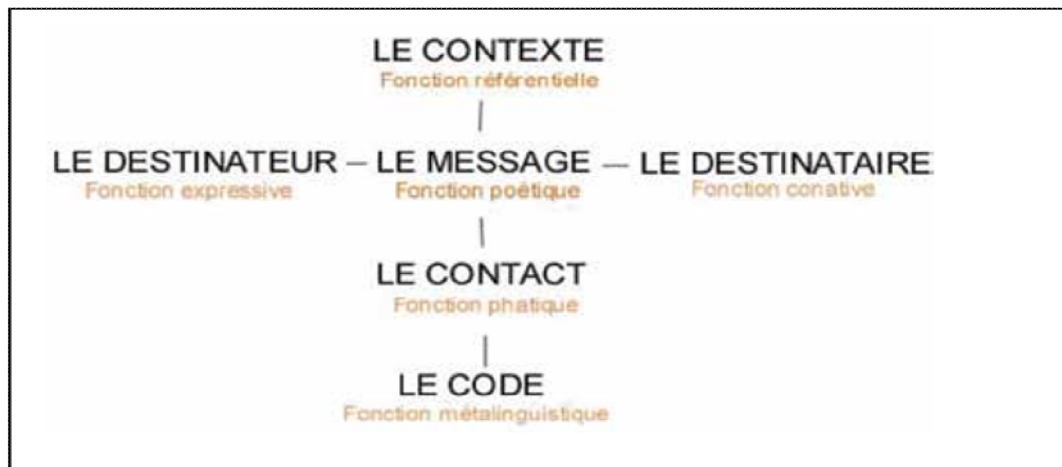 LE CONTEXTE
Fonction référentielle
LE DESTINATEUR – LE MESSAGE – LE DESTINATAIRE
Fonction expressive Fonction poétique Fonction conative
LE CONTACT
Fonction phatique
LE CODE
Fonction métalinguistique